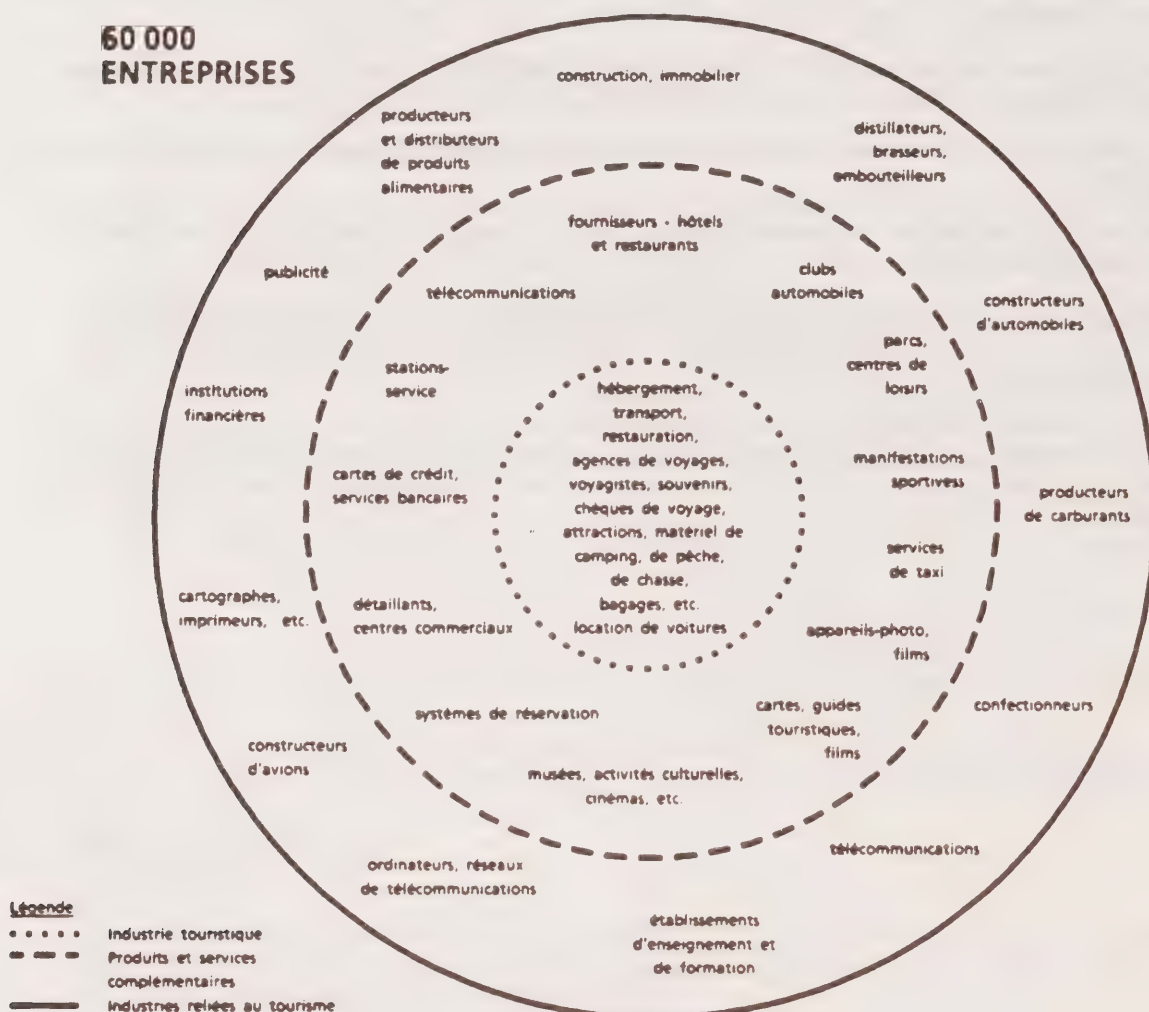 60 000
ENTREPRISES
construction, immobilier
producteurs
et distributeurs
de produits
alimentaires
distillateurs,
brasseurs,
embouteilleurs
fournisseurs - hôtels
et restaurants
publicité
télécommunications
clubs
automobiles
constructeurs
d'automobiles
parcs,
centres de
loisirs
stations-
service
institutions
financières
hébergement,
transport,
restauration,
agences de voyages,
voyagistes, souvenirs,
chèques de voyage,
attractions, matériel de
camping, de pêche,
de chasse,
bagages, etc.
location de voitures
cartes de crédit,
services bancaires
manifestations
sportivess
producteurs
de carburants
services
de taxi
cartographes,
imprimeurs, etc.
détaillants,
centres commerciaux
appareils-photo,
films
systèmes de réservation
cartes, guides
touristiques,
films
confectionneurs
constructeurs
d'avions
musées, activités culturelles,
cinémas, etc.
télécommunications
ordinateurs, réseaux
de télécommunications
établissements
d'enseignement et
de formation
Légende
Industrie touristique
Produits et services
complémentaires
Industries reliées au tourisme